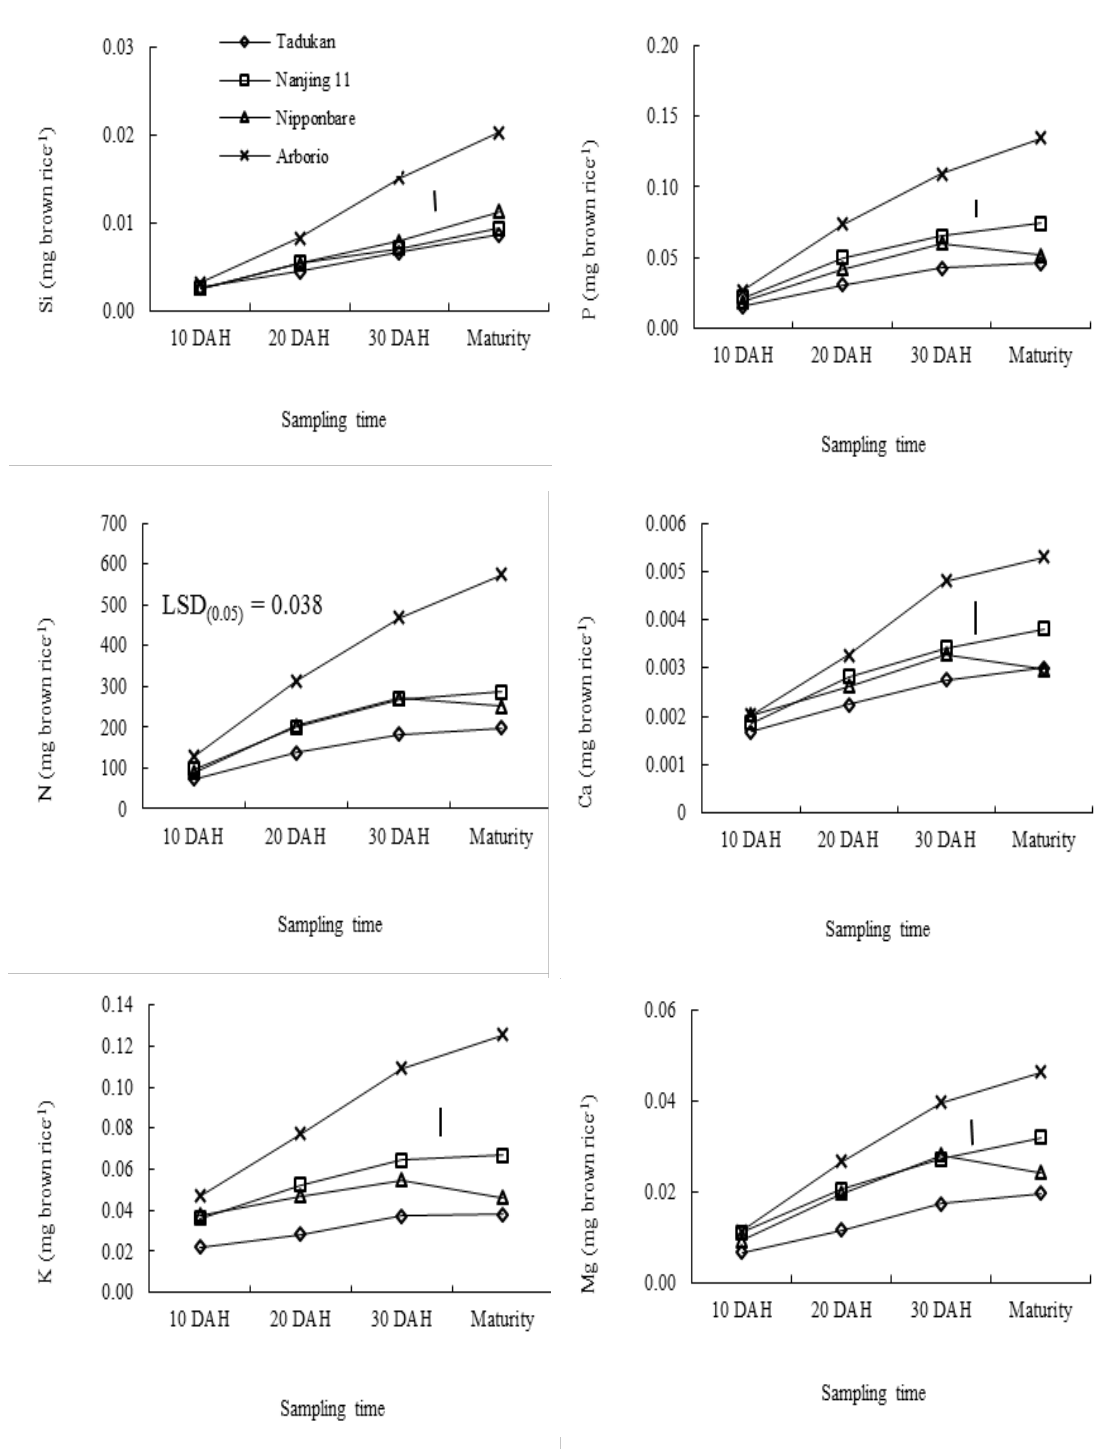 0.03
0.02
0.01
0.00
Si (mg brown rice-1)
Tadukan
Nanjing 11
Nipponbare
Arborio
10 DAH 20 DAH 30 DAH Maturity
Sampling time
0.20
0.15
0.10
0.05
0.00
P (mg brown rice-1)
10 DAH 20 DAH 30 DAH Maturity
Sampling time
700
600
500
400
300
200
100
0
N (mg brown rice-1)
LSD(0.05) = 0.038
10 DAH 20 DAH 30 DAH Maturity
Sampling time
0.006
0.005
0.004
0.003
0.002
0.001
0
Ca (mg brown rice-1)
10 DAH 20 DAH 30 DAH Maturity
Sampling time
0.14
0.12
0.10
0.08
0.06
0.04
0.02
0.00
K (mg brown rice-1)
10 DAH 20 DAH 30 DAH Maturity
Sampling time
0.06
0.04
0.02
0.00
Mg (mg brown rice-1)
10 DAH 20 DAH 30 DAH Maturity
Sampling time